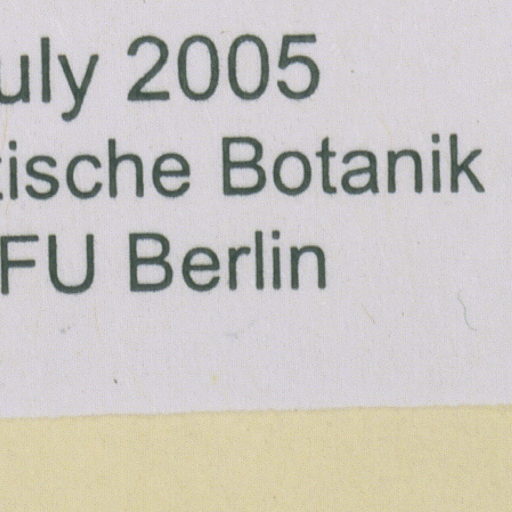 uly 2005
tische Botanik
FU Berlin